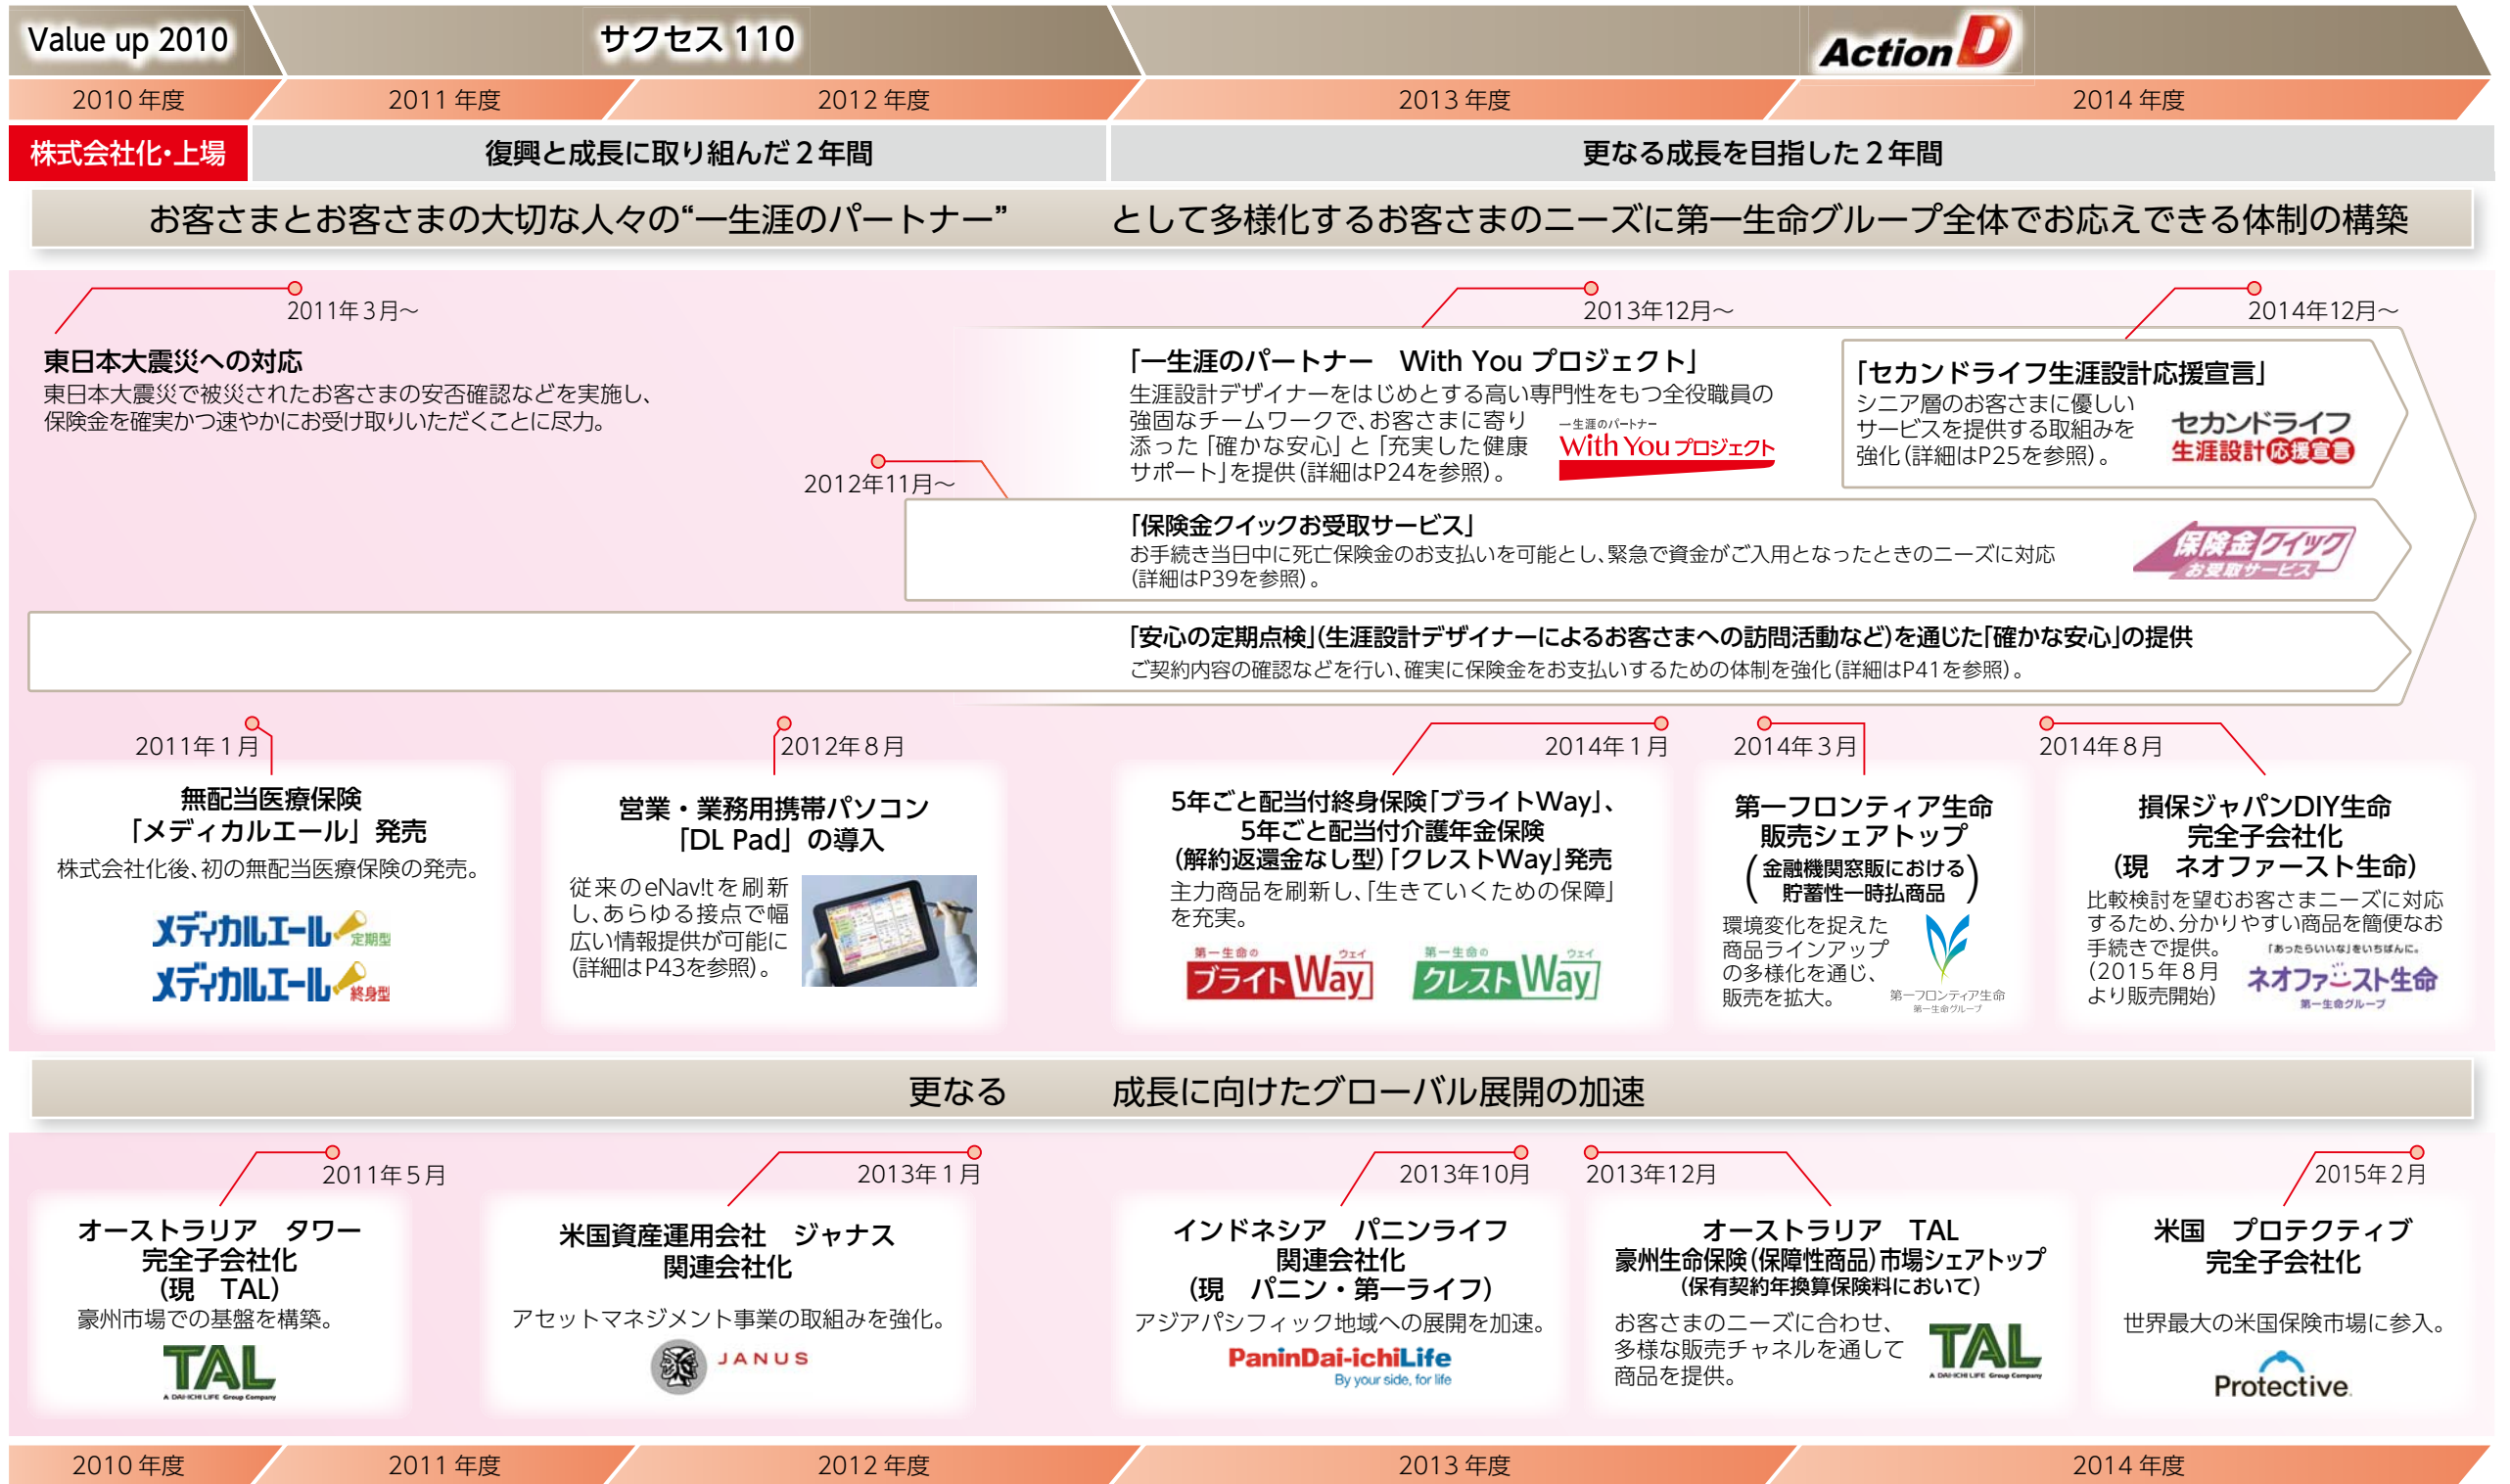 Value up 2010
サクセス 110
Action D
2010 年度
2011 年度
2012 年度
2013 年度
2014 年度
株式会社化・上場
復興と成長に取り組んだ２年間
更なる成長を目指した２年間
お客さまとお客さまの大切な人々の“一生涯のパートナー” として多様化するお客さまのニーズに第一生命グループ全体でお応えできる体制の構築
2011年３月～
東日本大震災への対応
東日本大震災で被災されたお客さまの安否確認などを実施し、
保険金を確実かつ速やかにお受け取りいただくことに尽力。
2013年12月～
「一生涯のパートナー　With You プロジェクト」
生涯設計デザイナーをはじめとする高い専門性をもつ全役職員の
強固なチームワークで、お客さまに寄り
添った「確かな安心」と「充実した健康
サポート」を提供（詳細はP24を参照）。
一生涯のパートナー
With You プロジェクト
2014年12月～
「セカンドライフ生涯設計応援宣言」
シニア層のお客さまに優しい
サービスを提供する取組みを
強化（詳細はP25を参照）。
セカンドライフ
生涯設計応援宣言
2012年11月～
「保険金クイックお受取サービス」
お手続き当日中に死亡保険金のお支払いを可能とし、緊急で資金がご入用となったときのニーズに対応
（詳細はP39を参照）。
保険金クイック
お受取サービス
「安心の定期点検」（生涯設計デザイナーによるお客さまへの訪問活動など）を通じた「確かな安心」の提供
ご契約内容の確認などを行い、確実に保険金をお支払いするための体制を強化（詳細はP41を参照）。
2011年１月
無配当医療保険
「メディカルエール」発売
株式会社化後、初の無配当医療保険の発売。
メディカルエール 定期型
メディカルエール 終身型
2012年８月
営業・業務用携帯パソコン
「DL Pad」の導入
従来のeNav!tを刷新
し、あらゆる接点で幅
広い情報提供が可能に
（詳細はP43を参照）。
2014年１月
5年ごと配当付終身保険「ブライトWay」、
5年ごと配当付介護年金保険
（解約返還金なし型）「クレストWay」発売
主力商品を刷新し、「生きていくための保障」
を充実。
第一生命の ウェイ
ブライトWay
第一生命の ウェイ
クレストWay
2014年３月
第一フロンティア生命
販売シェアトップ
（金融機関窓販における
貯蓄性一時払商品）
環境変化を捉えた
商品ラインアップ
の多様化を通じ、
販売を拡大。
第一フロンティア生命
第一生命グループ
2014年８月
損保ジャパンDIY生命
完全子会社化
（現　ネオファースト生命）
比較検討を望むお客さまニーズに対応
するため、分かりやすい商品を簡便なお
手続きで提供。
（2015年８月
より販売開始）
「あったらいいな」をいちばんに。
ネオファースト生命
第一生命グループ
更なる 成長に向けたグローバル展開の加速
2011年５月
オーストラリア　タワー
完全子会社化
（現　TAL）
豪州市場での基盤を構築。
TAL
A DAI-ICHI LIFE Group Company
2013年１月
米国資産運用会社　ジャナス
関連会社化
アセットマネジメント事業の取組みを強化。
JANUS
2013年10月
インドネシア　パニンライフ
関連会社化
（現　パニン・第一ライフ）
アジアパシフィック地域への展開を加速。
PaninDai-ichiLife
By your side, for life
2013年12月
オーストラリア　TAL
豪州生命保険（保障性商品）市場シェアトップ
（保有契約年換算保険料において）
お客さまのニーズに合わせ、
多様な販売チャネルを通して
商品を提供。
TAL
A DAI-ICHI LIFE Group Company
2015年２月
米国　プロテクティブ
完全子会社化
世界最大の米国保険市場に参入。
Protective.
2010 年度
2011 年度
2012 年度
2013 年度
2014 年度